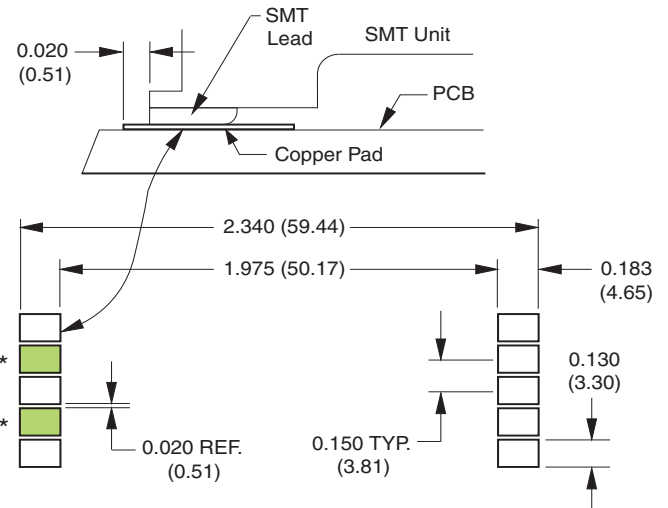 SMT
Lead
SMT Unit
0.020
(0.51)
PCB
Copper Pad
2.340 (59.44)
1.975 (50.17)
0.183
(4.65)
*
*
0.130
(3.30)
0.020 REF.
(0.51)
0.150 TYP.
(3.81)